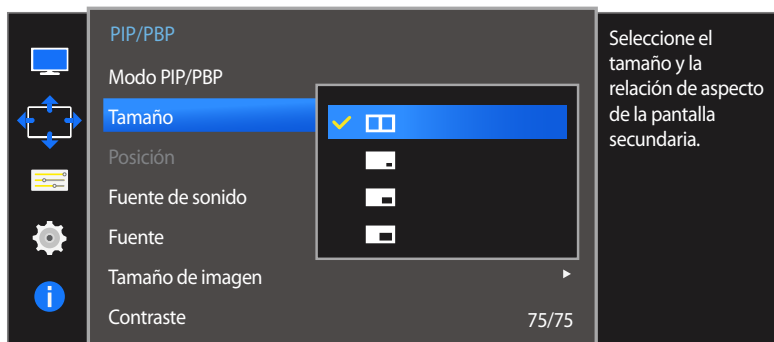 PIP/PBP
Modo PIP/PBP
Tamaño
Posición
Fuente de sonido
Fuente
Tamaño de imagen
Contraste 75/75
Seleccione el
tamaño y la
relación de aspecto
de la pantalla
secundaria.